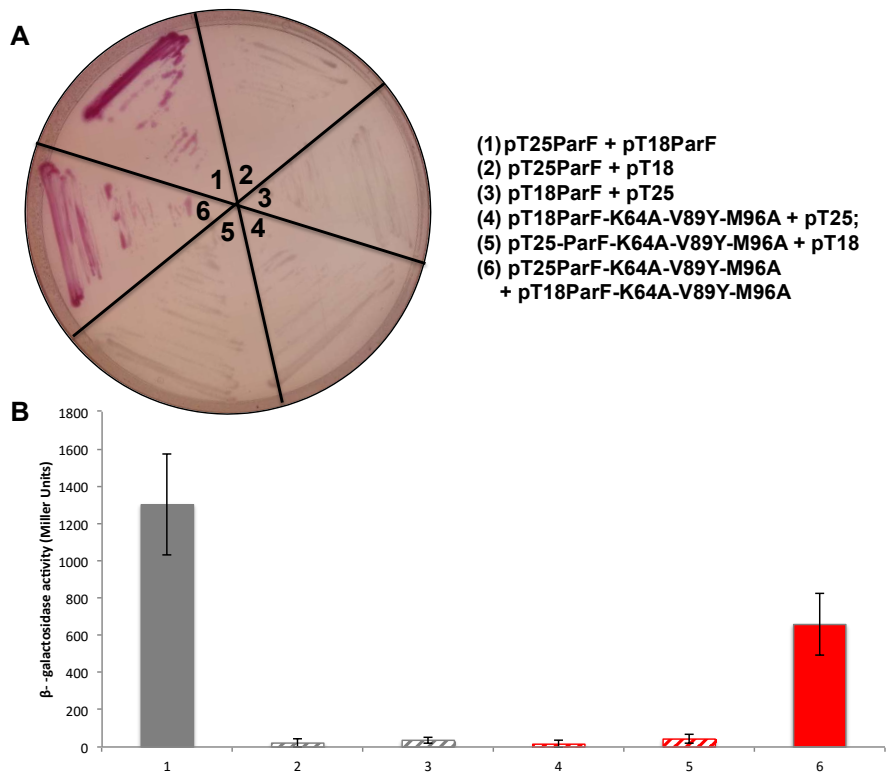 A
1
2
3
4
5
6
(1) pT25ParF + pT18ParF
(2) pT25ParF + pT18
(3) pT18ParF + pT25
(4) pT18ParF-K64A-V89Y-M96A + pT25;
(5) pT25-ParF-K64A-V89Y-M96A + pT18
(6) pT25ParF-K64A-V89Y-M96A
+ pT18ParF-K64A-V89Y-M96A
B
β- -galactosidase activity (Miller Units)
1800
1600
1400
1200
1000
800
600
400
200
0
1 2 3 4 5 6